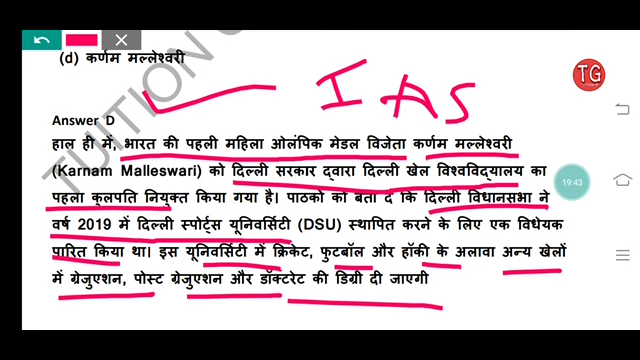 (d) कर्णम मल्लेश्वरी
IAS
TG
TUITION
Answer D
हाल ही में, भारत की पहली महिला ओलंपिक मेडल विजेता कर्णम मल्लेश्वरी
(Karnam Malleswari) को दिल्ली सरकार द्वारा दिल्ली खेल विश्वविद्यालय का
19:43
पहला कुलपति नियुक्त किया गया है। पाठको को बता दें कि दिल्ली विधानसभा ने
वर्ष 2019 में दिल्ली स्पोर्ट्स यूनिवर्सिटी (DSU) स्थापित करने के लिए एक विधेयक
पारित किया था। इस यूनिवर्सिटी में क्रिकेट, फुटबॉल और हॉकी के अलावा अन्य खेलों
में ग्रेजुएशन, पोस्ट ग्रेजुएशन और डॉक्टरेट की डिग्री दी जाएगी